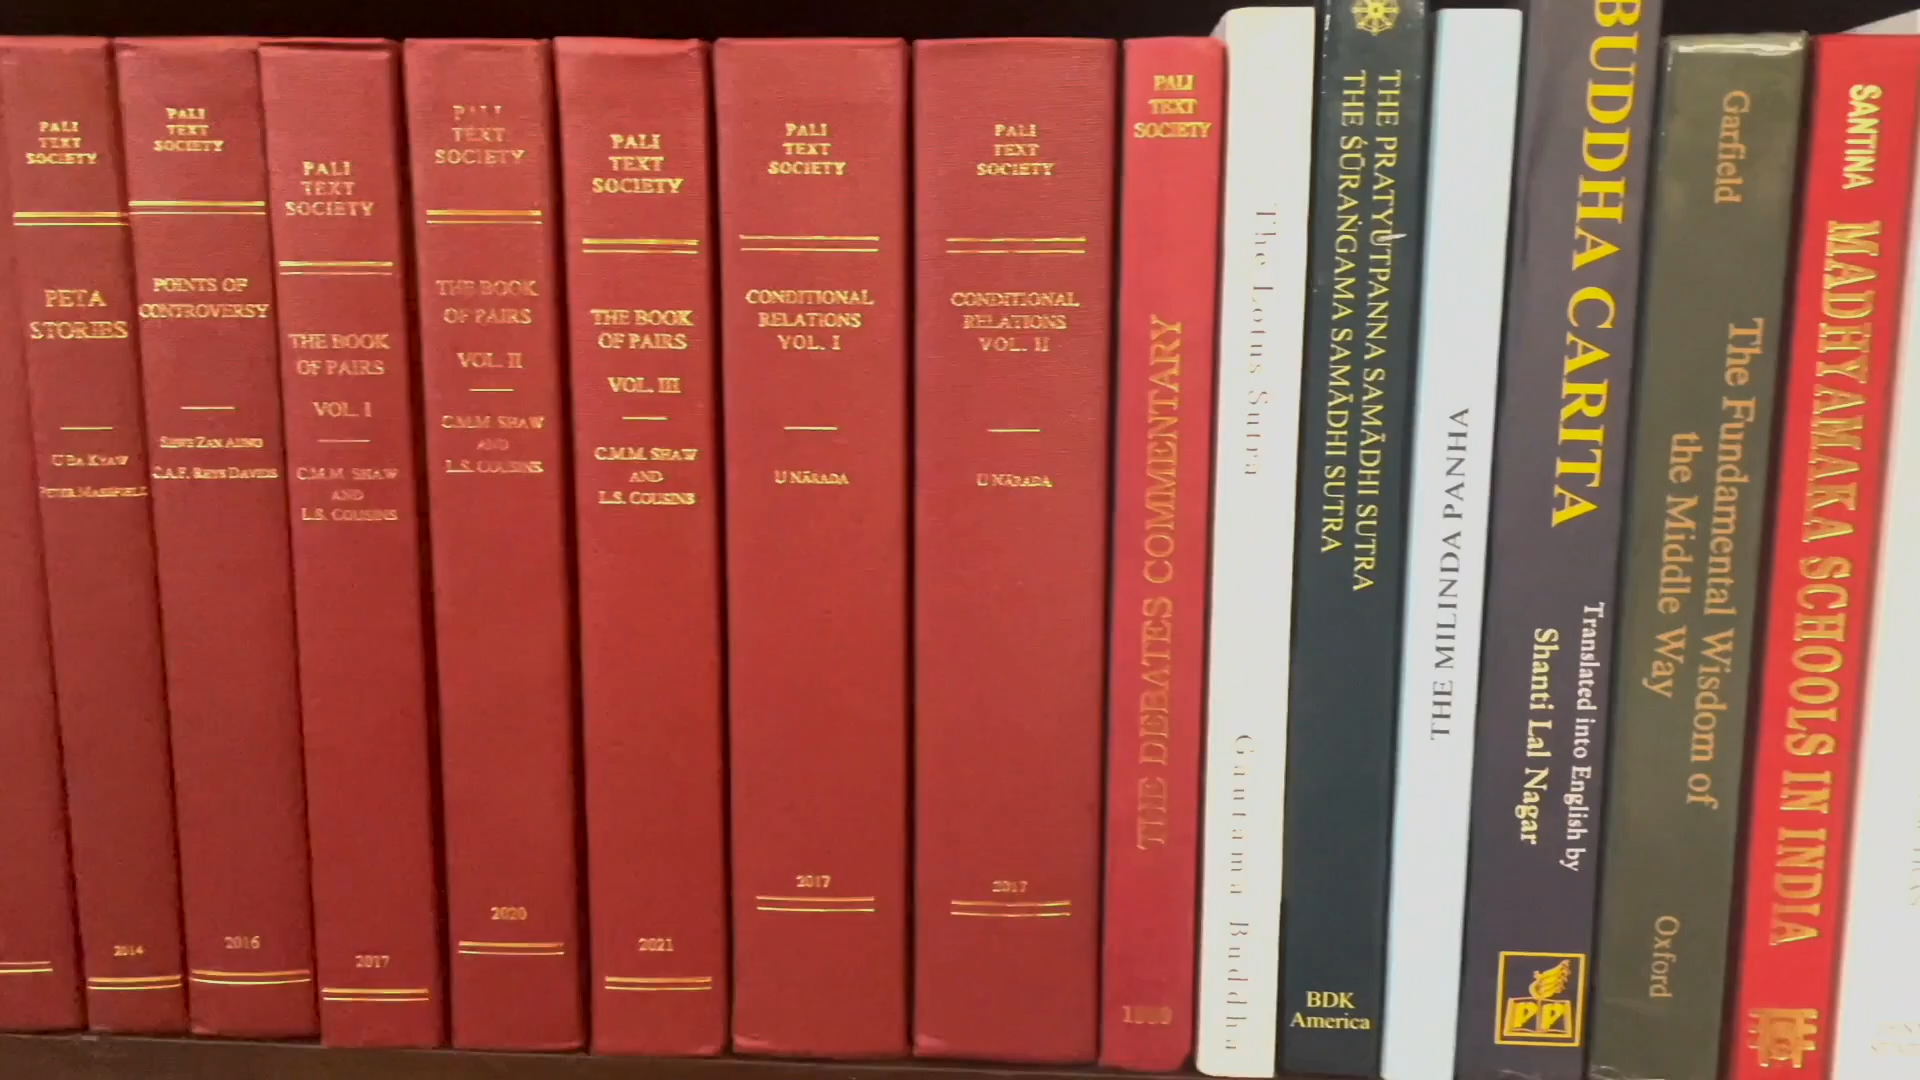 PALI
TEXT
SOCIETY
PETA
STORIES
U BA KYAW
PETER MASEFIELD
2014
PALI
TEXT
SOCIETY
POINTS OF
CONTROVERSY
SHWE ZAN AUNG
C.A.F. RHYS DAVIDS
2016
PALI
TEXT
SOCIETY
THE BOOK
OF PAIRS
VOL. I
C.M.M. SHAW
AND
L.S. COUSINS
2017
PALI
TEXT
SOCIETY
THE BOOK
OF PAIRS
VOL. II
C.M.M. SHAW
AND
L.S. COUSINS
2020
PALI
TEXT
SOCIETY
THE BOOK
OF PAIRS
VOL. III
C.M.M. SHAW
AND
L.S. COUSINS
2021
PALI
TEXT
SOCIETY
CONDITIONAL
RELATIONS
VOL. I
U NĀRADA
2017
PALI
TEXT
SOCIETY
CONDITIONAL
RELATIONS
VOL. II
U NĀRADA
2017
PALI
TEXT
SOCIETY
THE DEBATES COMMENTARY
The Lotus Sutra
Gautama Buddha
THE PRATYUTPANNA SAMĀDHI SUTRA
THE ŚŪRAṄGAMA SAMĀDHI SUTRA
BDK
America
THE MILINDA PANHA
BUDDHA CARITA
Translated into English by
Shanti Lal Nagar
PP
Garfield
The Fundamental Wisdom of
the Middle Way
Oxford
SANTINA
MADHYAMAKA SCHOOLS IN INDIA